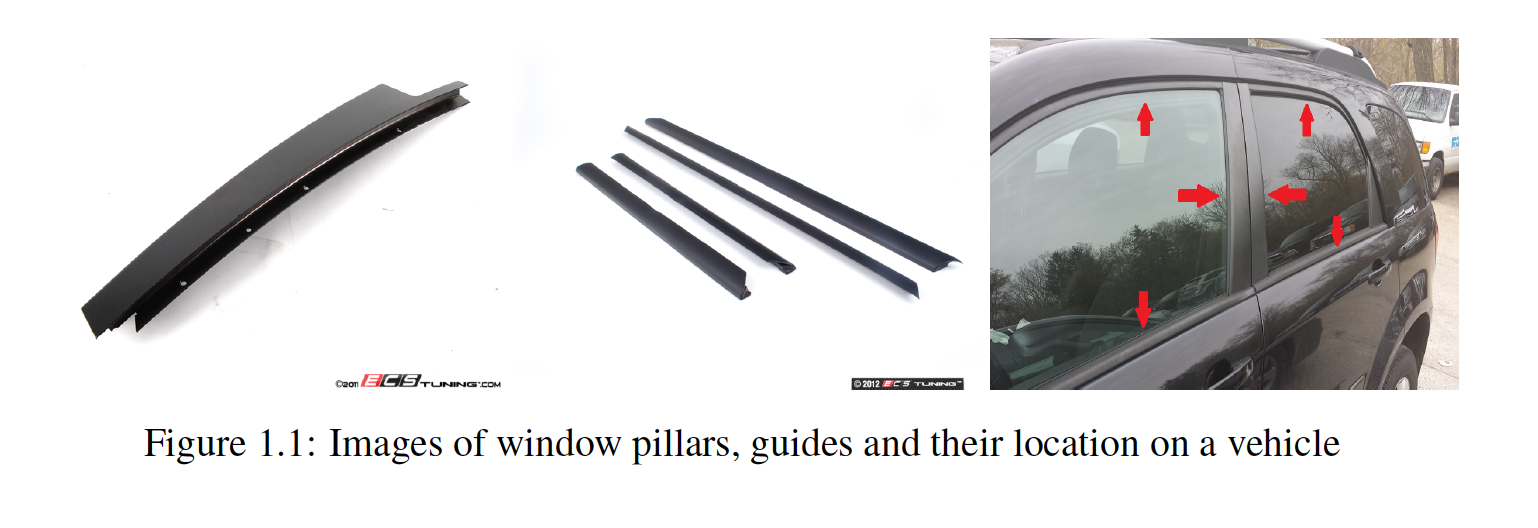 ©2011 ECS TUNING.COM
© 2012 ECS TUNING
Figure 1.1: Images of window pillars, guides and their location on a vehicle